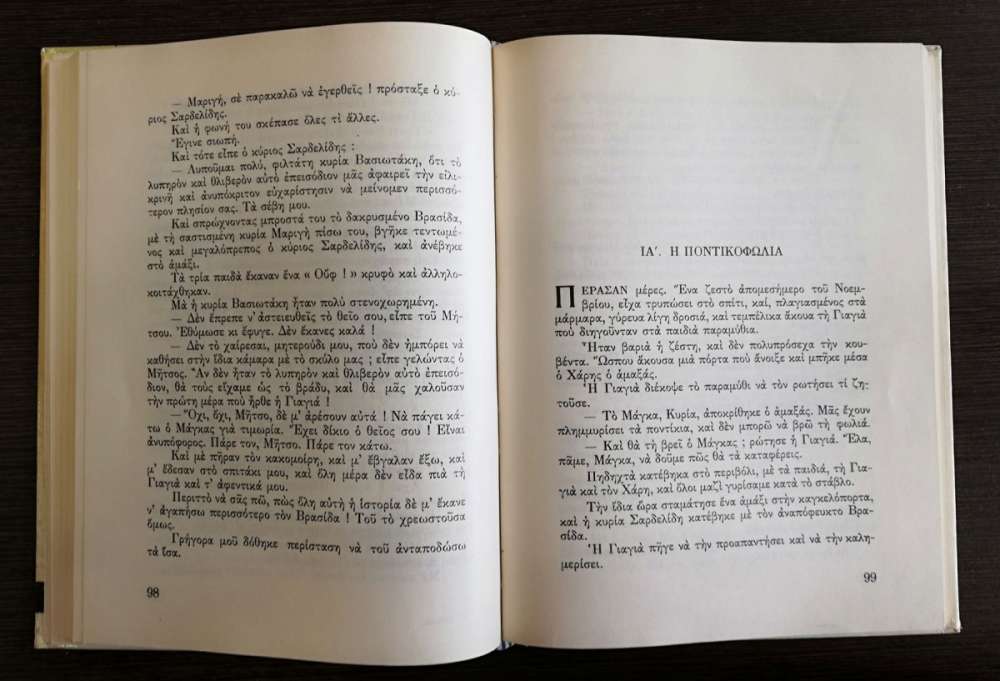 — Μαριγή, σὲ παρακαλῶ νὰ ἐγερθεῖς ! πρόσταξε ὁ κύ-
ριος Σαρδελίδης.
Καὶ ἡ φωνή του σκέπασε ὅλες τὶ ἄλλες.
Ἔγινε σιωπή.
Καὶ τότε εἶπε ὁ κύριος Σαρδελίδης :
— Λυποῦμαι πολύ, φιλτάτη κυρία Βασιωτάκη, ὅτι τὸ
λυπηρὸν καὶ θλιβερὸν αὐτὸ ἐπεισόδιον μᾶς ἀφαιρεῖ τὴν εἰλι-
κρινῆ καὶ ἀνυπόκριτον εὐχαρίστησιν νὰ μείνομεν περισσό-
τερον πλησίον σας. Τὰ σέβη μου.
Καὶ σπρώχνοντας μπροστά του τὸ δακρυσμένο Βρασίδα,
μὲ τὴ σαστισμένη κυρία Μαριγὴ πίσω του, βγῆκε τεντωμέ-
νος καὶ μεγαλόπρεπος ὁ κύριος Σαρδελίδης, καὶ ἀνέβηκε
στὸ ἁμάξι.
Τὰ τρία παιδὰ ἔκαναν ἕνα « Οὔφ ! » κρυφὸ καὶ ἀλληλο-
κοιτάχθηκαν.
Μὰ ἡ κυρία Βασιωτάκη ἦταν πολὺ στενοχωρημένη.
— Δὲν ἔπρεπε ν' ἀστειευθεῖς τὸ θεῖο σου, εἶπε τοῦ Μή-
τσου. Ἐθύμωσε κι ἔφυγε. Δὲν ἔκανες καλά !
— Δὲν τὸ χαίρεσαι, μητερούδι μου, ποὺ δὲν ἠμπόρεί νὰ
καθήσει στὴν ἴδια κάμαρα μὲ τὸ σκύλο μας ; εἶπε γελώντας ὁ
Μῆτσος. Ἂν δὲν ἦταν τὸ λυπηρὸν καὶ θλιβερὸν αὐτὸ ἐπεισό-
διον, θὰ τοὺς εἴχαμε ὡς τὸ βράδυ, καὶ θὰ μᾶς χαλοῦσαν
τὴν πρώτη μέρα ποὺ ἦρθε ἡ Γιαγιά !
— Ὄχι, ὄχι, Μῆτσο, δὲ μ' ἀρέσουν αὐτά ! Νὰ πάγει κά-
τω ὁ Μάγκας γιὰ τιμωρία. Ἔχει δίκιο ὁ θεῖος σου ! Εἶναι
ἀνυπόφορος. Πάρε τον, Μῆτσο. Πάρε τον κάτω.
Καὶ μὲ πῆραν τὸν κακομοίρη, καὶ μ' ἔβγαλαν ἔξω, καὶ
μ' ἔδεσαν στὸ σπιτάκι μου, καὶ ὅλη μέρα δὲν εἶδα πιὰ τὴ
Γιαγιὰ καὶ τ' ἀφεντικά μου.
Περιττὸ νὰ σᾶς πῶ, πὼς ὅλη αὐτὴ ἡ ἱστορία δὲ μ' ἔκανε
ν' ἀγαπήσω περισσότερο τὸν Βρασίδα ! Τοῦ τὸ χρεωστοῦσα
ὅμως.
Γρήγορα μοῦ δόθηκε περίσταση νὰ τοῦ ἀνταποδώσω
τὰ ἴσα.
98
ΙΑ'. Η ΠΟΝΤΙΚΟΦΩΛΙΑ
ΠΕΡΑΣΑΝ μέρες. Ἕνα ζεστὸ ἀπομεσήμερο τοῦ Νοεμ-
βρίου, εἶχα τρυπώσει στὸ σπίτι, καί, πλαγιασμένος στὰ
μάρμαρα, γύρευα λίγη δροσιά, καὶ τεμπέλικα ἄκουα τὴ Γιαγιὰ
ποὺ διηγοῦνταν στὰ παιδιὰ παραμύθια.
Ἦταν βαριὰ ἡ ζέστη, καὶ δὲν πολυπρόσεχα τὴν κου-
βέντα. Ὥσπου ἄκουσα μιὰ πόρτα ποὺ ἄνοιξε καὶ μπῆκε μέσα
ὁ Χάρης ὁ ἁμαξάς.
Ἡ Γιαγιὰ διέκοψε τὸ παραμύθι νὰ τὸν ρωτήσει τί ζη-
τοῦσε.
— Τὸ Μάγκα, Κυρία, ἀποκρίθηκε ὁ ἁμαξάς. Μᾶς ἔχουν
πλημμυρίσει τὰ ποντίκια, καὶ δὲν μπορῶ νὰ βρῶ τὴ φωλιά.
— Καὶ θὰ τὴ βρεῖ ὁ Μάγκας ; ρώτησε ἡ Γιαγιά. Ἔλα,
πᾶμε, Μάγκα, νὰ δοῦμε πῶς θὰ τὰ καταφέρεις.
Πηδηχτὰ κατέβηκα στὸ περιβόλι, μὲ τὰ παιδιά, τὴ Για-
γιὰ καὶ τὸν Χάρη, καὶ ὅλοι μαζὶ γυρίσαμε κατὰ τὸ στάβλο.
Τὴν ἴδια ὥρα σταμάτησε ἕνα ἁμάξι στὴν καγκελόπορτα,
καὶ ἡ κυρία Σαρδελίδη κατέβηκε μὲ τὸν ἀναπόφευκτο Βρα-
σίδα.
Ἡ Γιαγιὰ πῆγε νὰ τὴν προαπαντήσει καὶ νὰ τὴν καλη-
μερίσει.
99